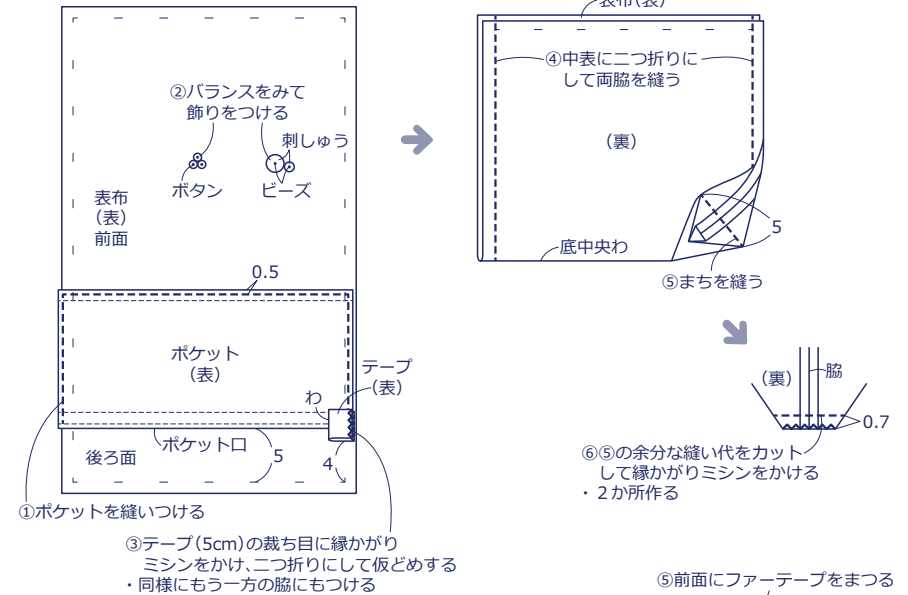 ②バランスをみて
飾りをつける
刺しゅう
ボタン
ビーズ
表布
（表）
前面
0.5
ポケット
（表）
テープ
（表）
わ
ポケット口
後ろ面
5
4
①ポケットを縫いつける
③テープ（5cm）の裁ち目に縁かがり
ミシンをかけ、二つ折りにして仮どめする
・同様にもう一方の脇にもつける
表布（表）
④中表に二つ折りに
して両脇を縫う
（裏）
5
底中央わ
⑤まちを縫う
（裏）
脇
0.7
⑥⑤の余分な縫い代をカット
して縁かがりミシンをかける
・２か所作る
⑤前面にファーテープをまつる